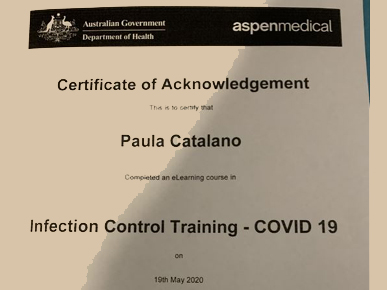 Australian Government
Department of Health
aspenmedical
Certificate of Acknowledgement
This is to certify that
Paula Catalano
Completed an eLearning course in
Infection Control Training - COVID 19
on
19th May 2020